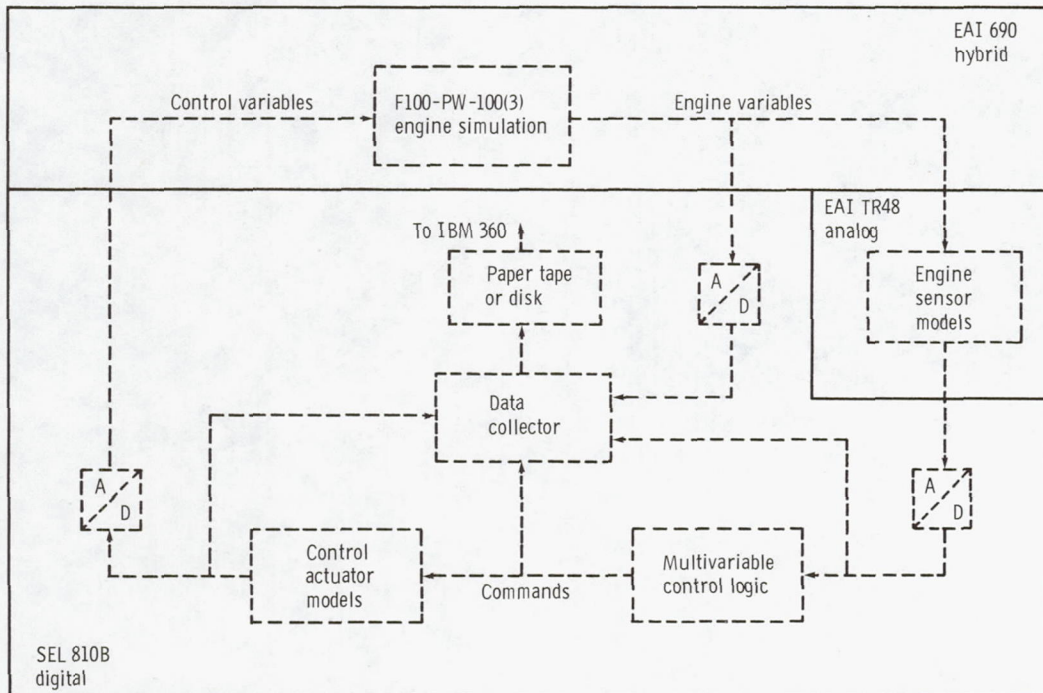 EAI 690
hybrid
Control variables
F100-PW-100(3)
engine simulation
Engine variables
EAI TR48
analog
To IBM 360
Paper tape
or disk
A
D
Engine
sensor
models
Data
collector
A
D
A
D
Control
actuator
models
Commands
Multivariable
control logic
SEL 810B
digital